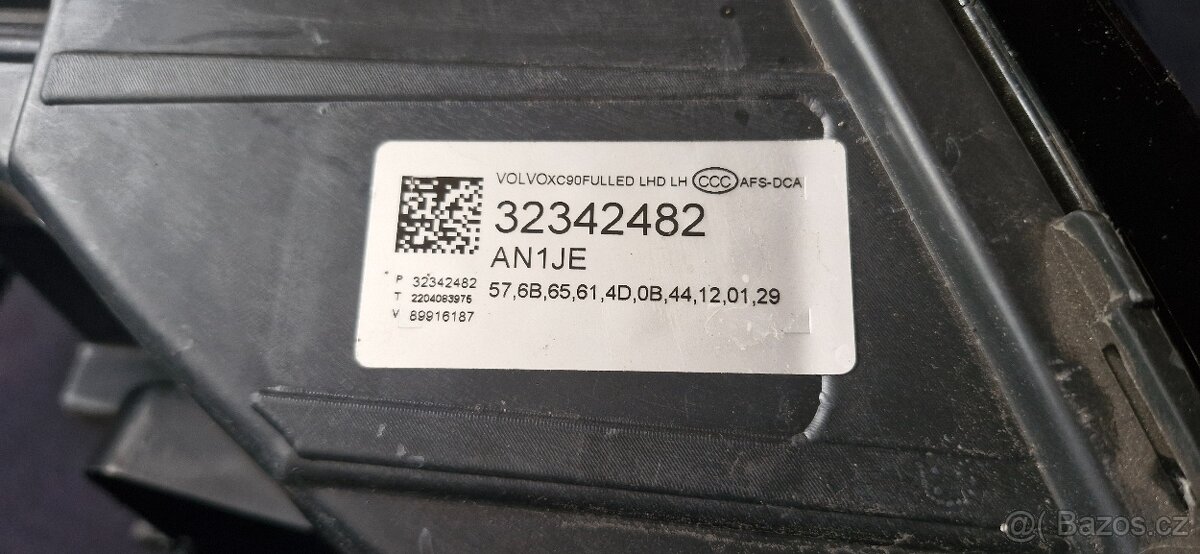 VOLVOXC90FULLED LHD LH CCC AFS-DCA
32342482
AN1JE
P 32342482
T 2204083975
V 89916187
57,6B,65,61,4D,0B,44,12,01,29
@ Bazos.cz